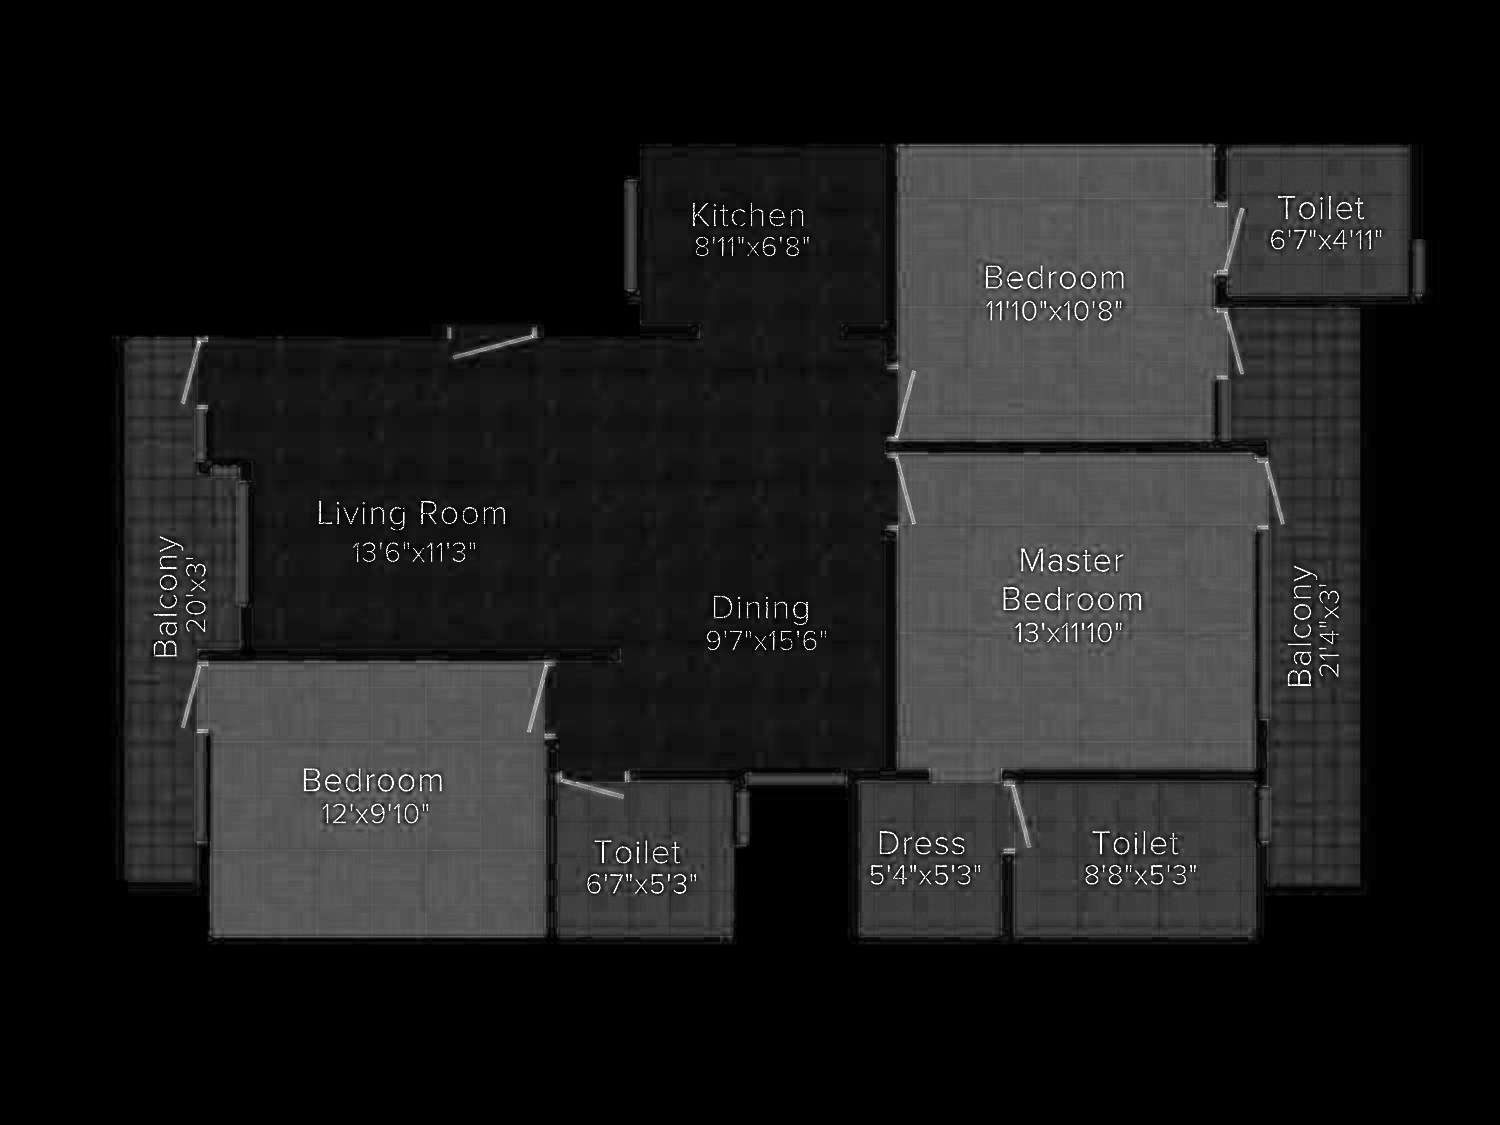 Kitchen
8'11"x6'8"
Toilet
6'7"x4'11"
Bedroom
11'10"x10'8"
Living Room
13'6"x11'3"
Balcony
20'x3'
Dining
9'7"x15'6"
Master
Bedroom
13'x11'10"
Balcony
21'4"x3'
Bedroom
12'x9'10"
Toilet
6'7"x5'3"
Dress
5'4"x5'3"
Toilet
8'8"x5'3"